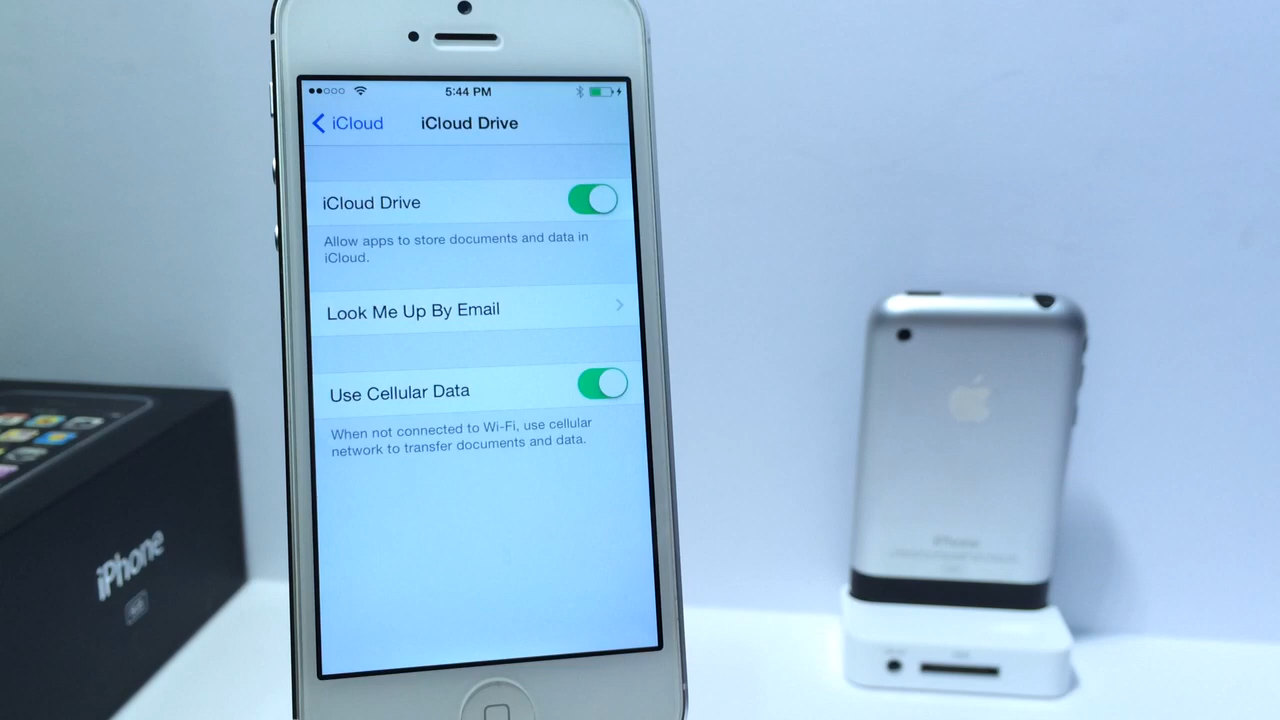 5:44 PM
iCloud
iCloud Drive
iCloud Drive
Allow apps to store documents and data in
iCloud.
Look Me Up By Email
Use Cellular Data
When not connected to Wi-Fi, use cellular
network to transfer documents and data.
iPhone
iPhone